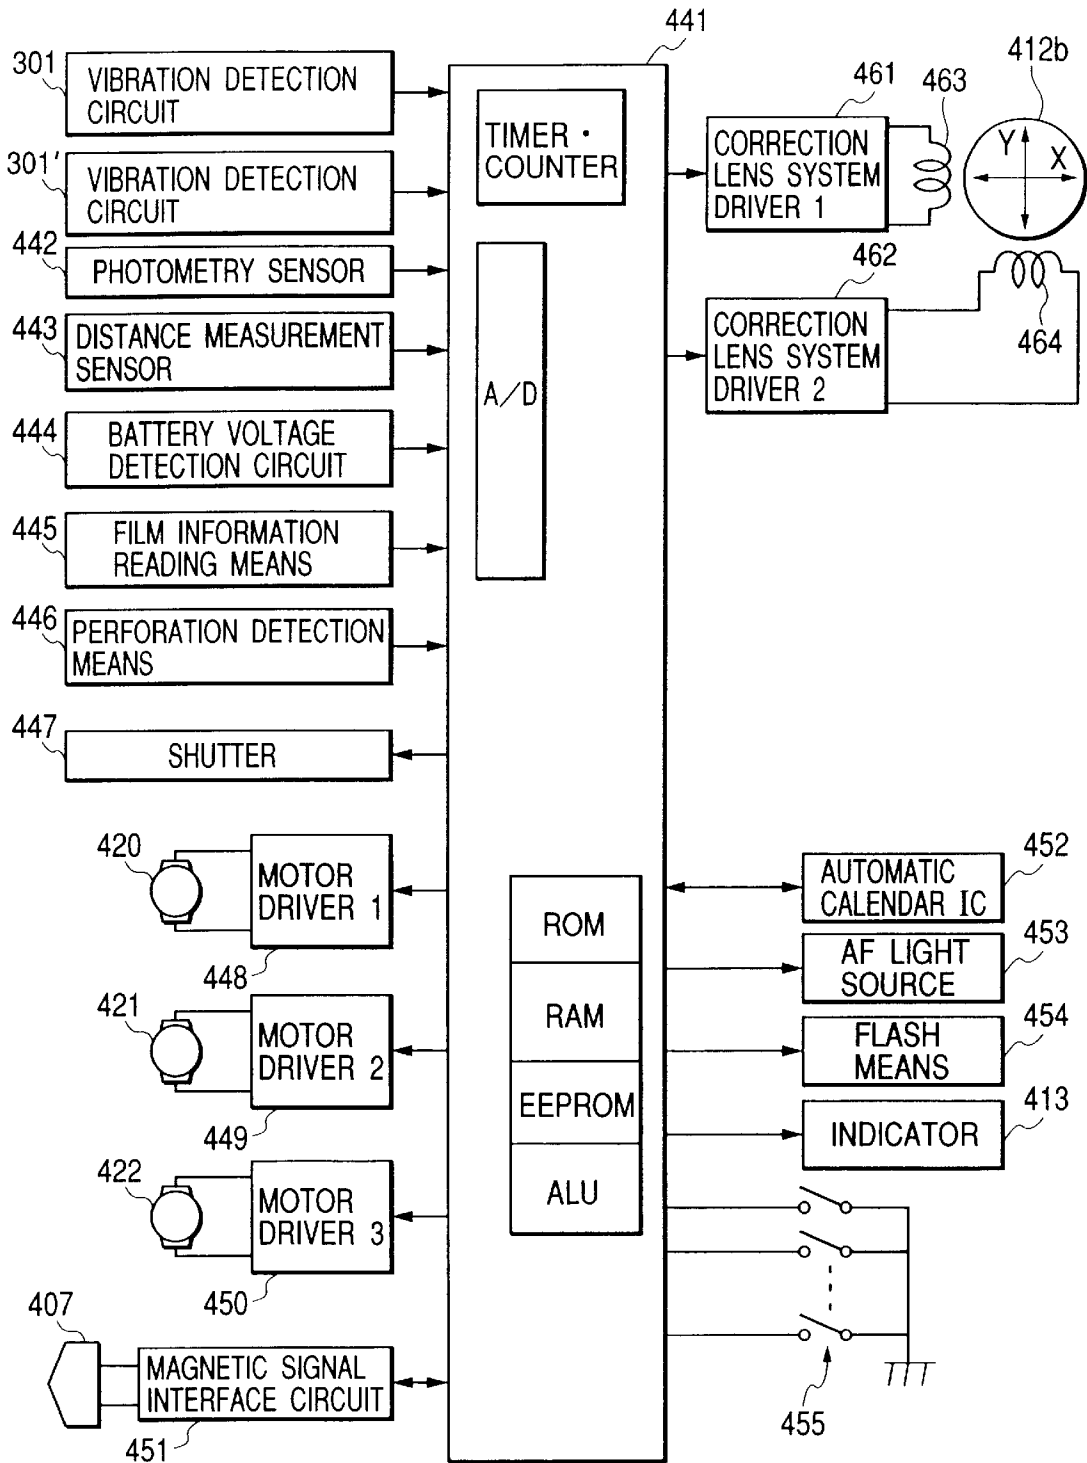 441
301
VIBRATION DETECTION
CIRCUIT
301'
VIBRATION DETECTION
CIRCUIT
442
PHOTOMETRY SENSOR
443
DISTANCE MEASUREMENT
SENSOR
444
BATTERY VOLTAGE
DETECTION CIRCUIT
445
FILM INFORMATION
READING MEANS
446
PERFORATION DETECTION
MEANS
447
SHUTTER
420
MOTOR
DRIVER 1
448
421
MOTOR
DRIVER 2
449
422
MOTOR
DRIVER 3
450
407
MAGNETIC SIGNAL
INTERFACE CIRCUIT
451
TIMER ·
COUNTER
A/D
ROM
RAM
EEPROM
ALU
461
463
412b
CORRECTION
LENS SYSTEM
DRIVER 1
Y
X
462
CORRECTION
LENS SYSTEM
DRIVER 2
464
452
AUTOMATIC
CALENDAR IC
453
AF LIGHT
SOURCE
454
FLASH
MEANS
413
INDICATOR
455